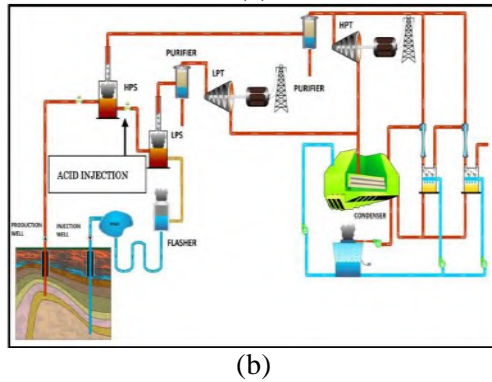 PURIFIER
HPT
HPS
LPT
PURIFIER
LPS
ACID INJECTION
CONDENSER
PRODUCTION
WELL
INJECTION
WELL
FLASHER
(b)